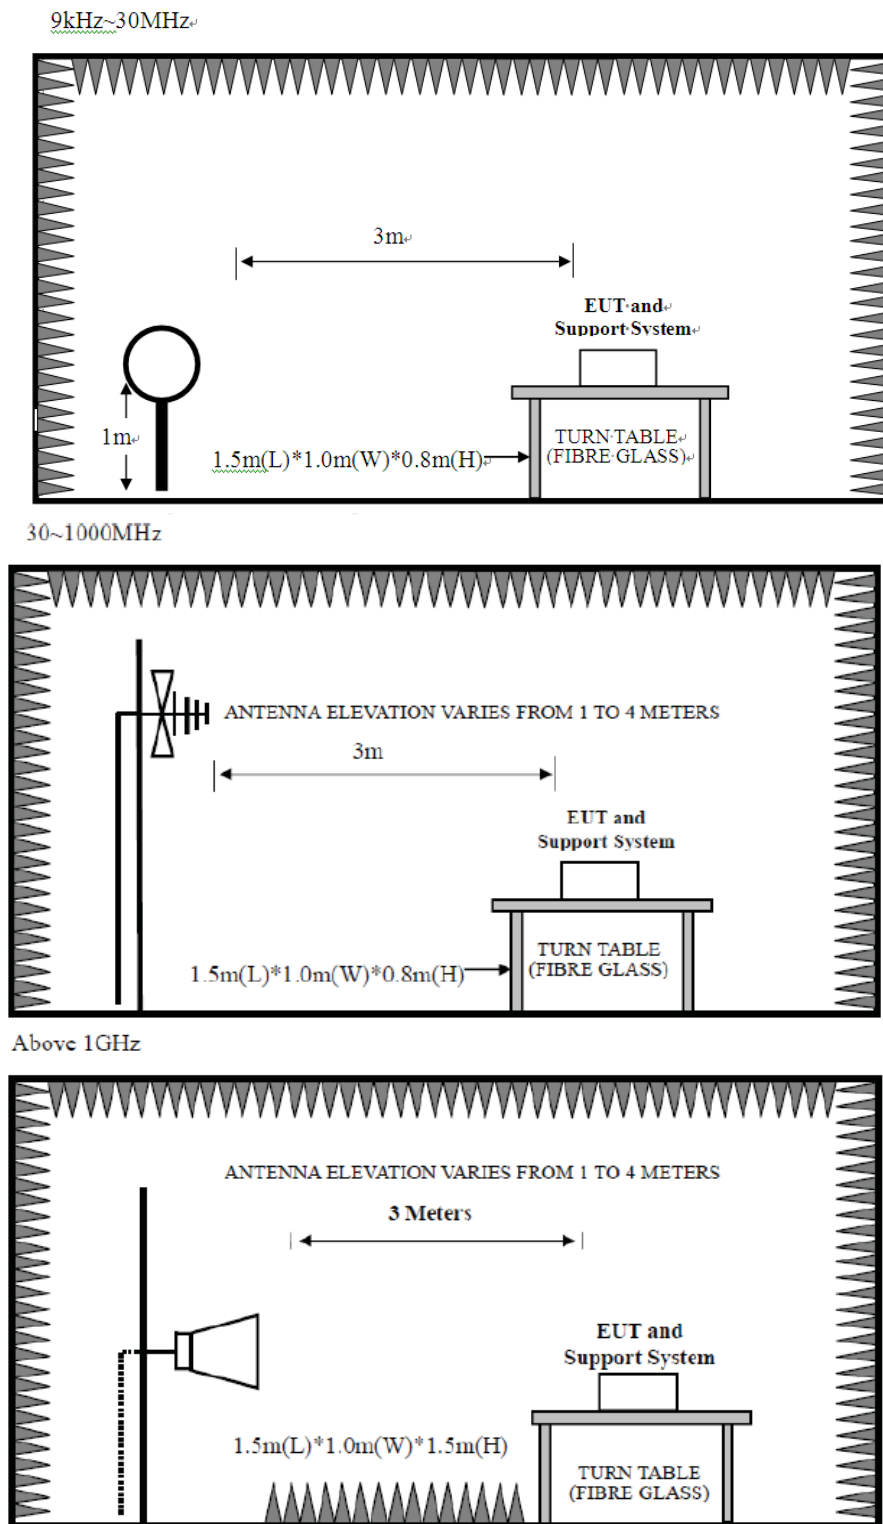 9kHz~30MHz
3m
EUT and
Support System
1m
1.5m(L)*1.0m(W)*0.8m(H)
TURN TABLE
(FIBRE GLASS)
30~1000MHz
ANTENNA ELEVATION VARIES FROM 1 TO 4 METERS
3m
EUT and
Support System
1.5m(L)*1.0m(W)*0.8m(H)
TURN TABLE
(FIBRE GLASS)
Above 1GHz
ANTENNA ELEVATION VARIES FROM 1 TO 4 METERS
3 Meters
EUT and
Support System
1.5m(L)*1.0m(W)*1.5m(H)
TURN TABLE
(FIBRE GLASS)